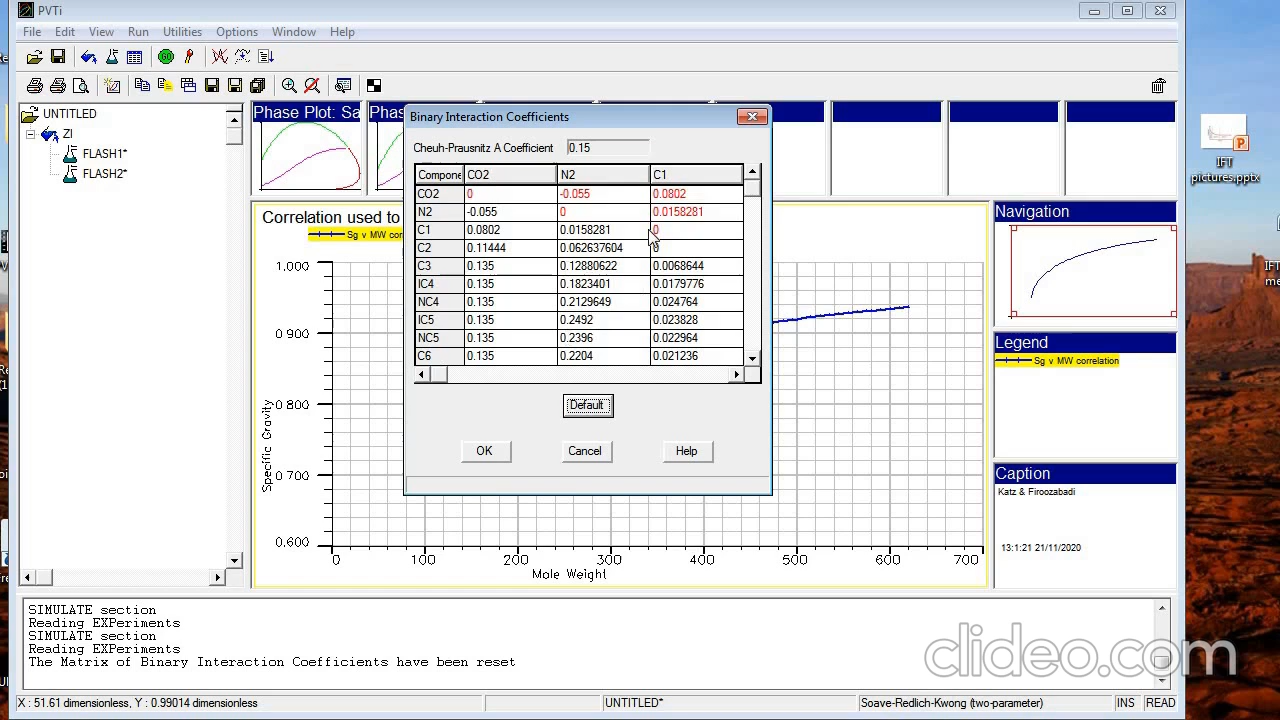 PVTi
File Edit View Run Utilities Options Window Help
UNTITLED
ZI
FLASH1*
FLASH2*
Phase Plot: Sa
Phas
Binary Interaction Coefficients
Cheuh-Prausnitz A Coefficient 0.15
Compone CO2 N2 C1
CO2 0 -0.055 0.0802
N2 -0.055 0 0.0158281
C1 0.0802 0.0158281 0
C2 0.11444 0.062637604 0
C3 0.135 0.12880622 0.0068644
IC4 0.135 0.1823401 0.0179776
NC4 0.135 0.2129649 0.024764
IC5 0.135 0.2492 0.023828
NC5 0.135 0.2396 0.022964
C6 0.135 0.2204 0.021236
Default
OK Cancel Help
Correlation used to
Sg v MW cor
1.000
0.900
0.800
0.700
0.600
Specific Gravity
0 100 200 300 400 500 600 700
Mole Weight
Navigation
Legend
Sg v MW correlation
Caption
Katz & Firoozabadi
13:1:21 21/11/2020
SIMULATE section
Reading EXPeriments
SIMULATE section
Reading EXPeriments
The Matrix of Binary Interaction Coefficients have been reset
X : 51.61 dimensionless, Y : 0.99014 dimensionless
UNTITLED*
Soave-Redlich-Kwong (two-parameter)
INS
READ
IFT
pictures.pptx
clideo.com